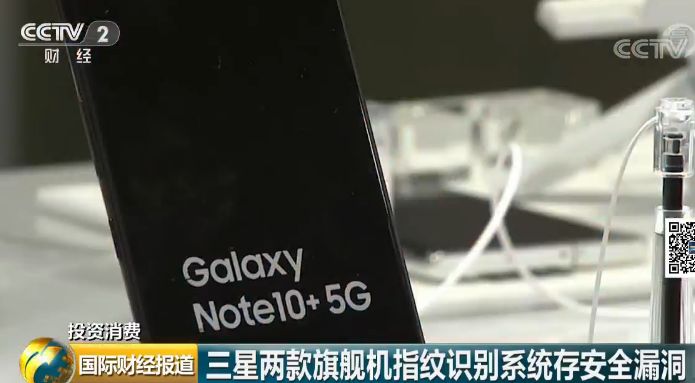 CCTV 2
财 经
CCTV
Galaxy
Note10+ 5G
投资消费
国际财经报道
三星两款旗舰机指纹识别系统存安全漏洞